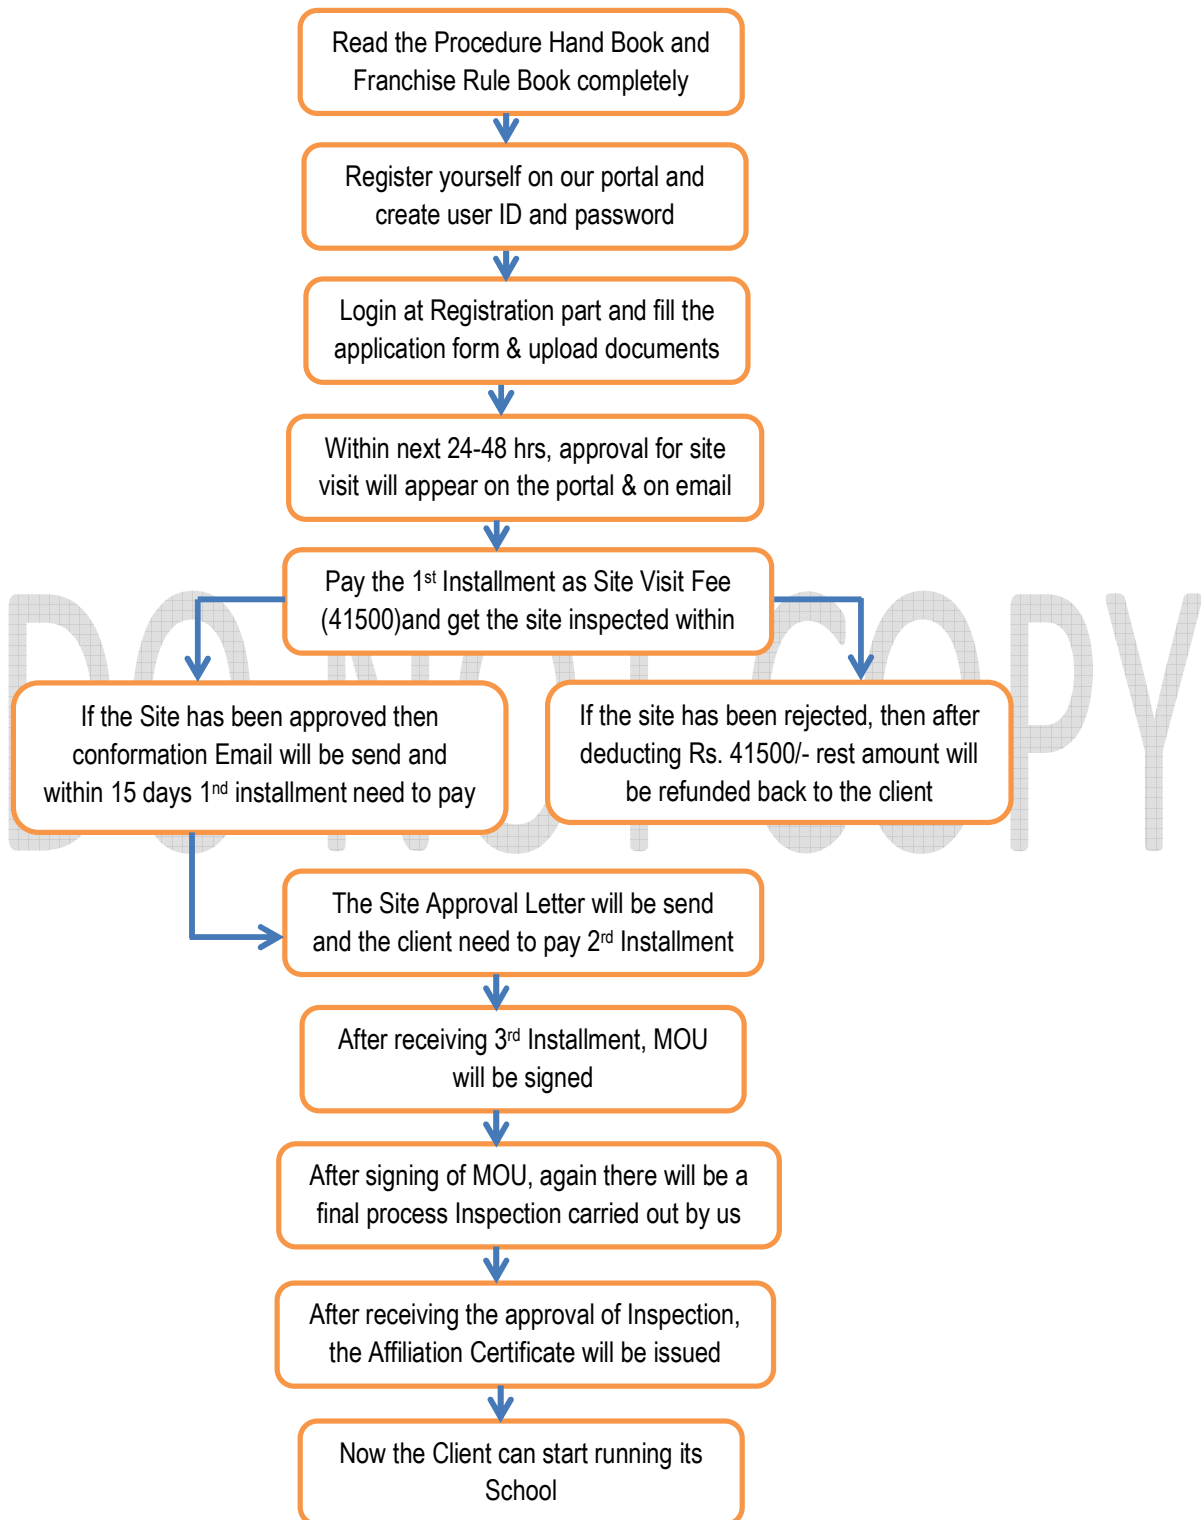 Read the Procedure Hand Book and
Franchise Rule Book completely
Register yourself on our portal and
create user ID and password
Login at Registration part and fill the
application form & upload documents
Within next 24-48 hrs, approval for site
visit will appear on the portal & on email
Pay the 1st Installment as Site Visit Fee
(41500)and get the site inspected within
DO NOT COPY
If the Site has been approved then
conformation Email will be send and
within 15 days 1nd installment need to pay
If the site has been rejected, then after
deducting Rs. 41500/- rest amount will
be refunded back to the client
The Site Approval Letter will be send
and the client need to pay 2rd Installment
After receiving 3rd Installment, MOU
will be signed
After signing of MOU, again there will be a
final process Inspection carried out by us
After receiving the approval of Inspection,
the Affiliation Certificate will be issued
Now the Client can start running its
School